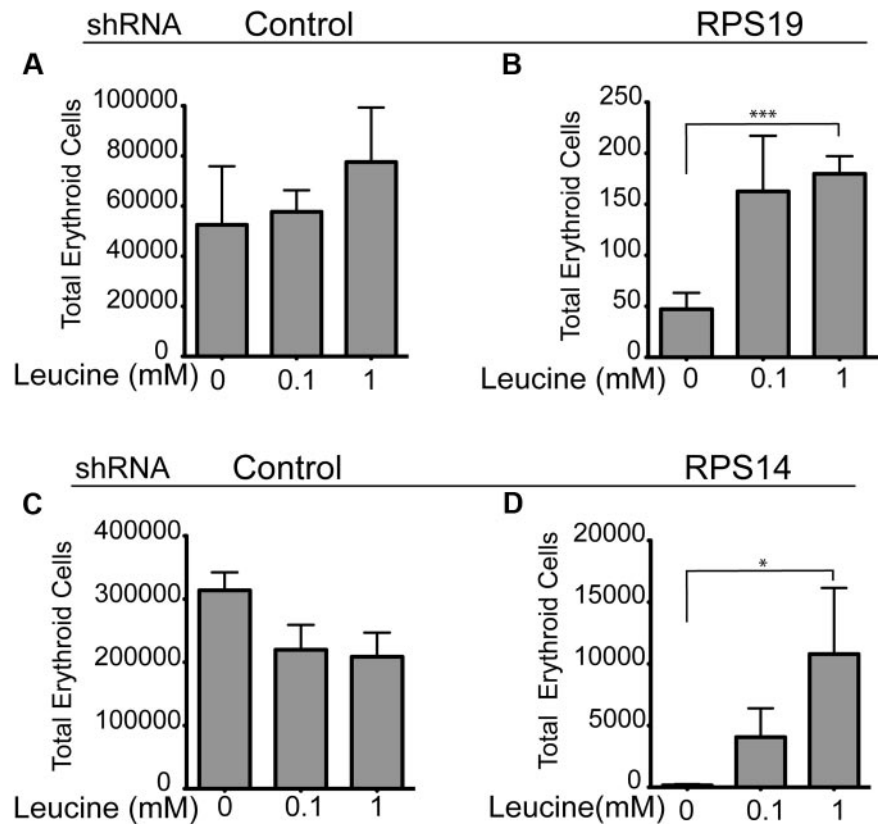 shRNA Control RPS19
A
Total Erythroid Cells
100000
80000
60000
40000
20000
0
Leucine (mM) 0 0.1 1
B
Total Erythroid Cells
250
200
150
100
50
0
***
Leucine (mM) 0 0.1 1
shRNA Control RPS14
C
Total Erythroid Cells
400000
300000
200000
100000
0
Leucine (mM) 0 0.1 1
D
Total Erythroid Cells
20000
15000
10000
5000
0
*
Leucine(mM) 0 0.1 1